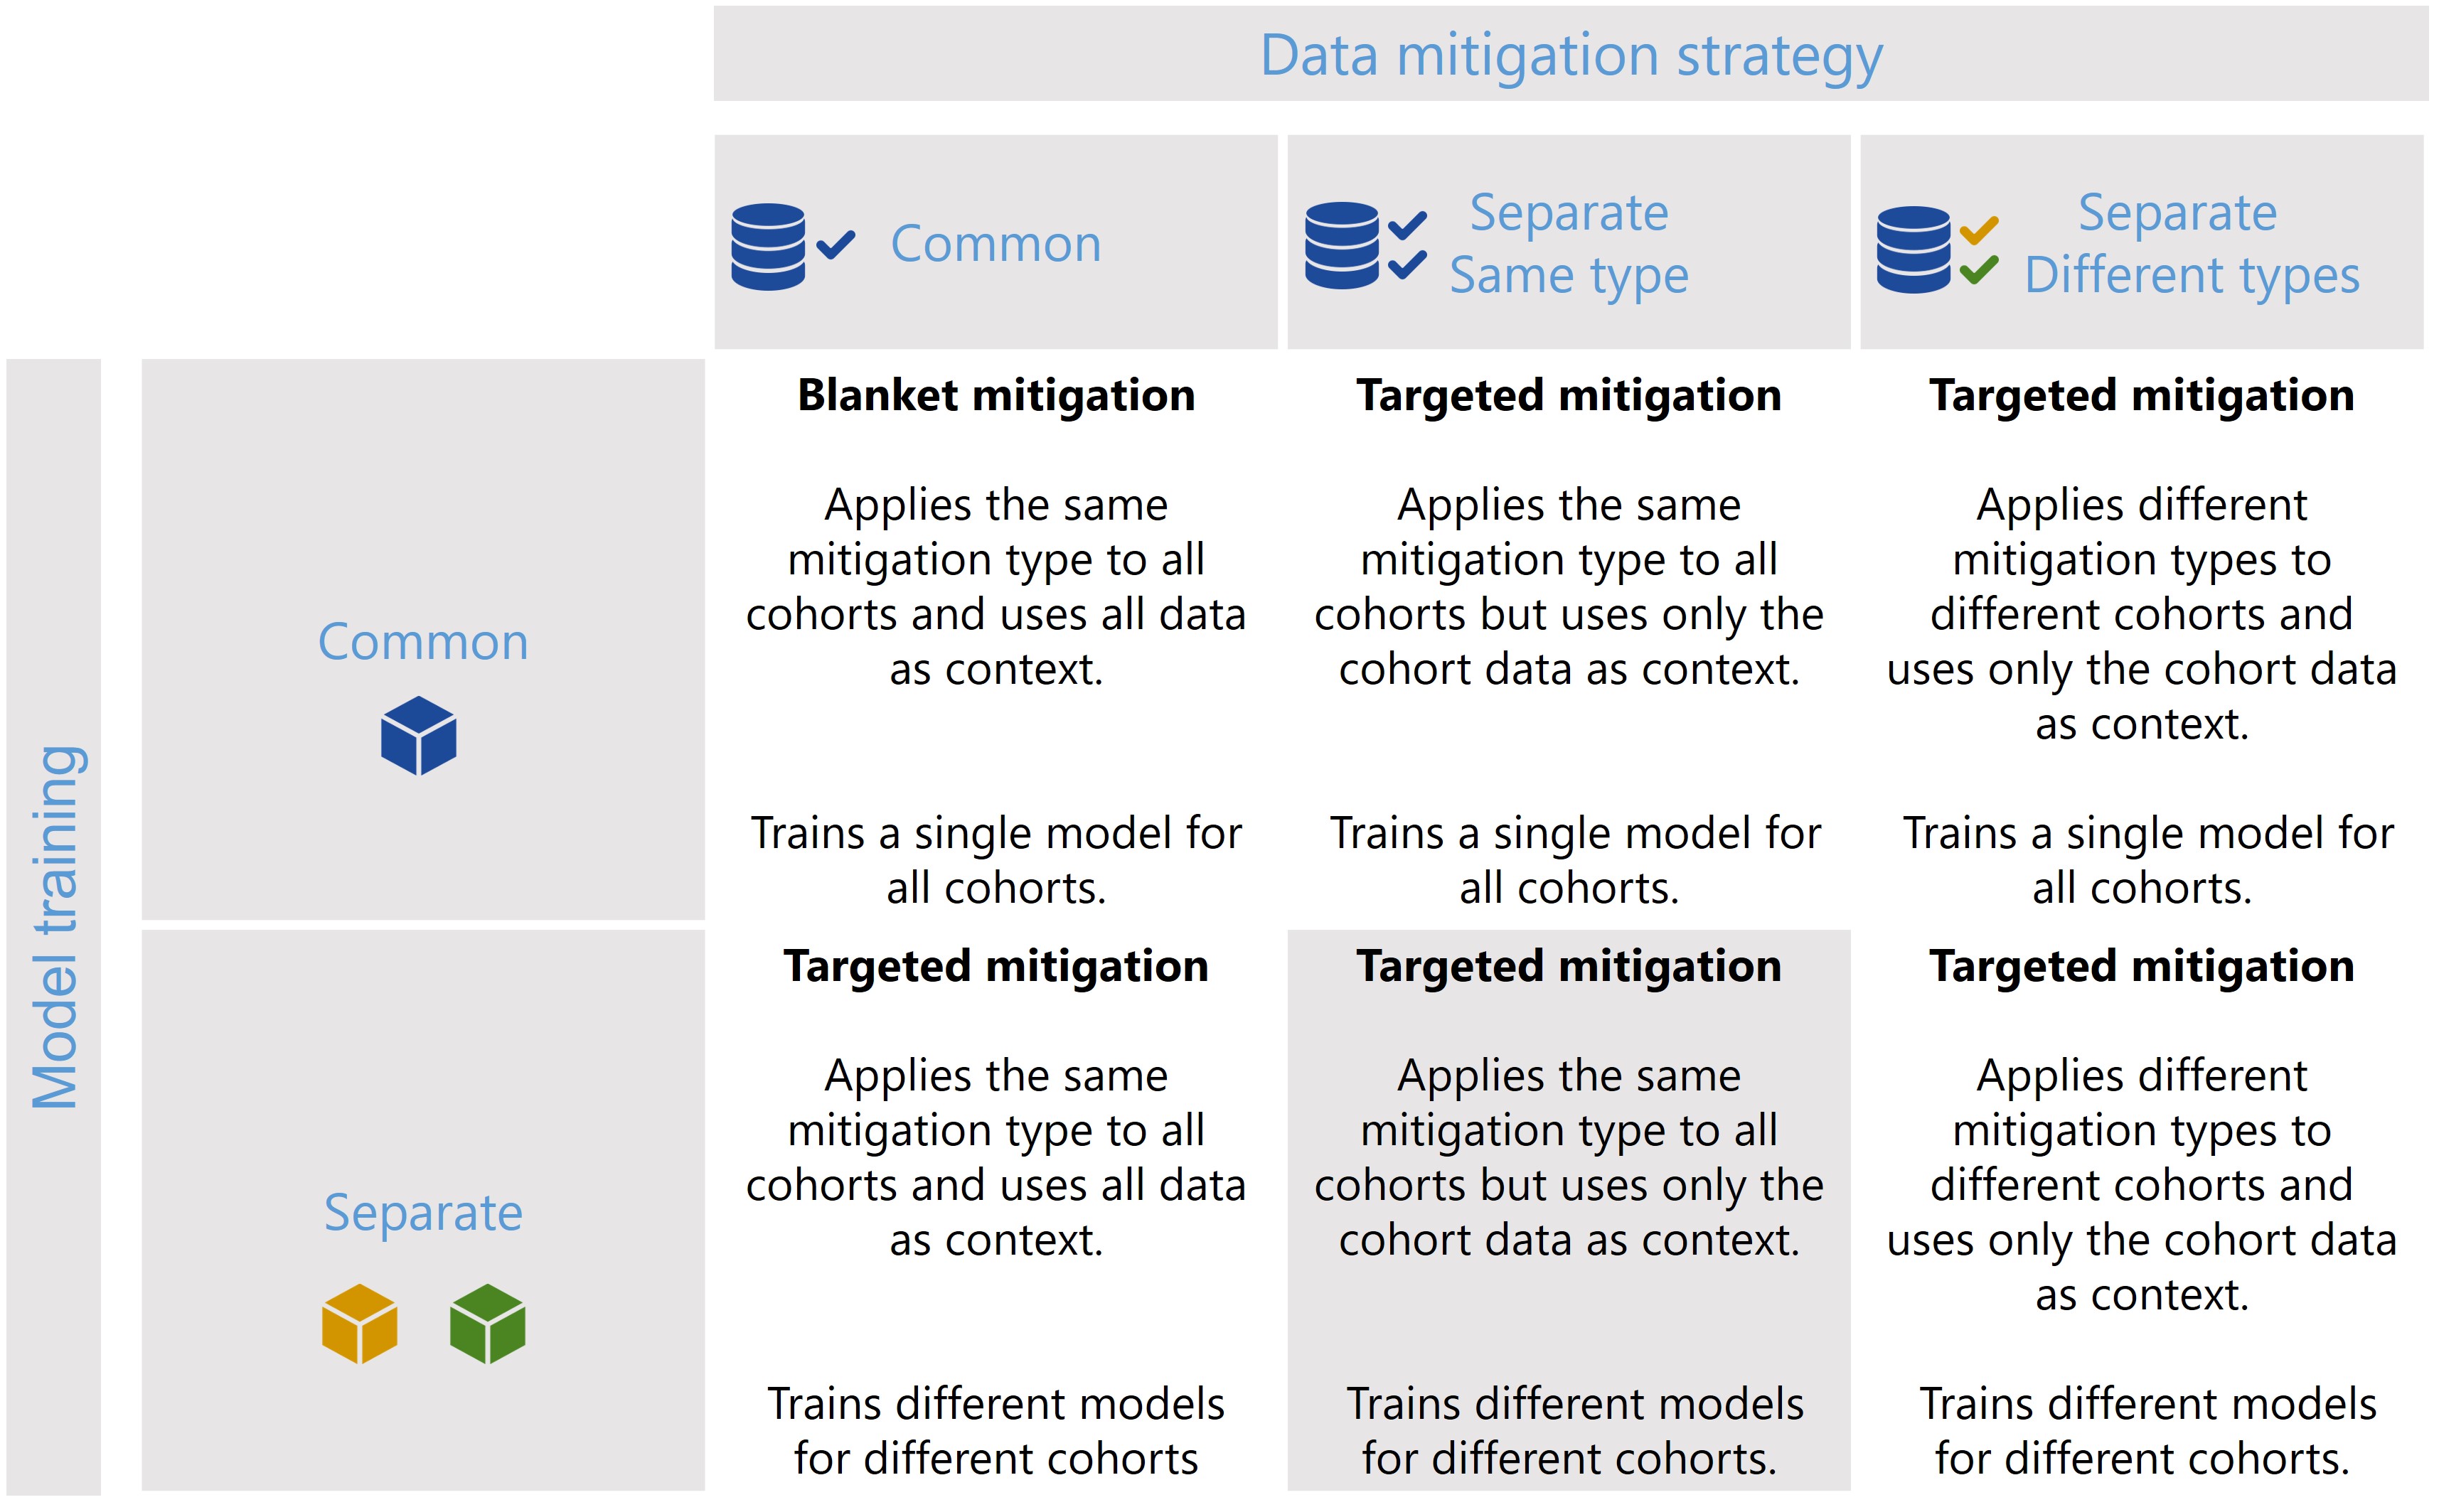 Data mitigation strategy
Common
Separate
Same type
Separate
Different types
Model training
Common
Blanket mitigation
Applies the same
mitigation type to all
cohorts and uses all data
as context.
Trains a single model for
all cohorts.
Targeted mitigation
Applies the same
mitigation type to all
cohorts but uses only the
cohort data as context.
Trains a single model for
all cohorts.
Targeted mitigation
Applies different
mitigation types to
different cohorts and
uses only the cohort data
as context.
Trains a single model for
all cohorts.
Separate
Targeted mitigation
Applies the same
mitigation type to all
cohorts and uses all data
as context.
Trains different models
for different cohorts
Targeted mitigation
Applies the same
mitigation type to all
cohorts but uses only the
cohort data as context.
Trains different models
for different cohorts.
Targeted mitigation
Applies different
mitigation types to
different cohorts and
uses only the cohort data
as context.
Trains different models
for different cohorts.